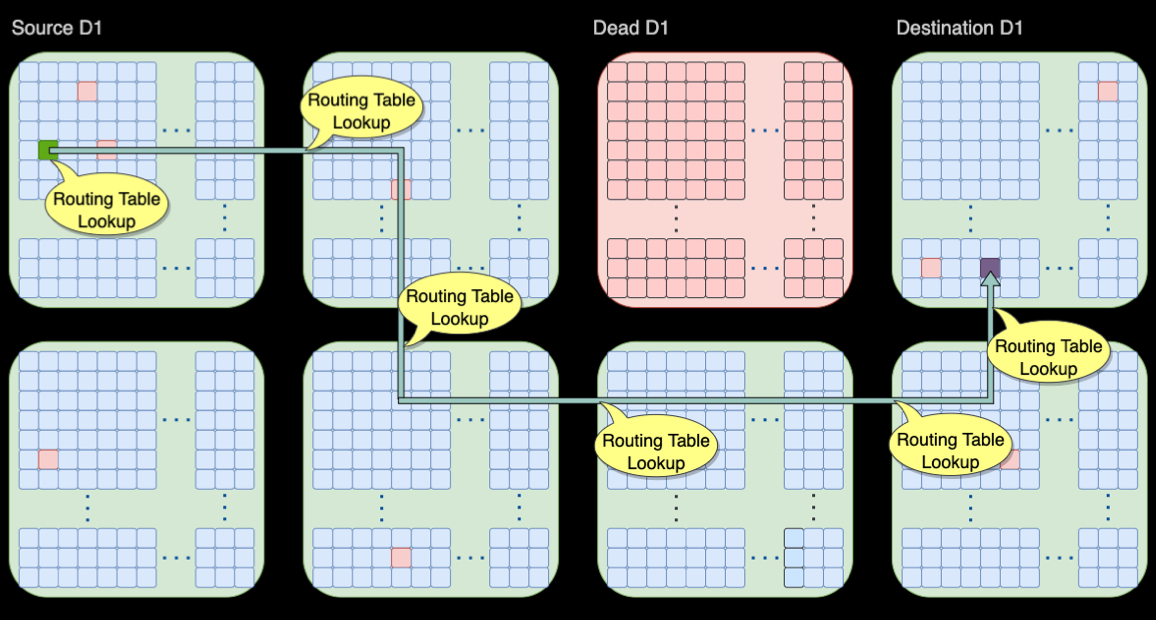 Source D1
Dead D1
Destination D1
Routing Table
Lookup
Routing Table
Lookup
Routing Table
Lookup
Routing Table
Lookup
Routing Table
Lookup
Routing Table
Lookup